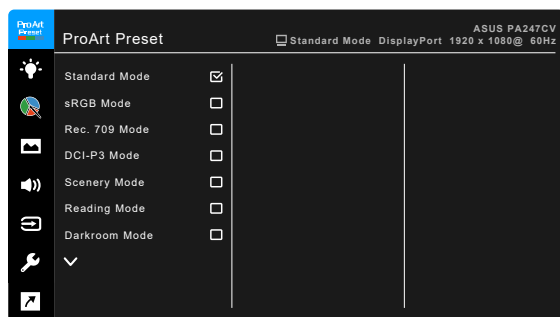 ProArt
Preset
ProArt Preset
ASUS PA247CV
Standard Mode DisplayPort 1920 x 1080@ 60Hz
Standard Mode
sRGB Mode
Rec. 709 Mode
DCI-P3 Mode
Scenery Mode
Reading Mode
Darkroom Mode